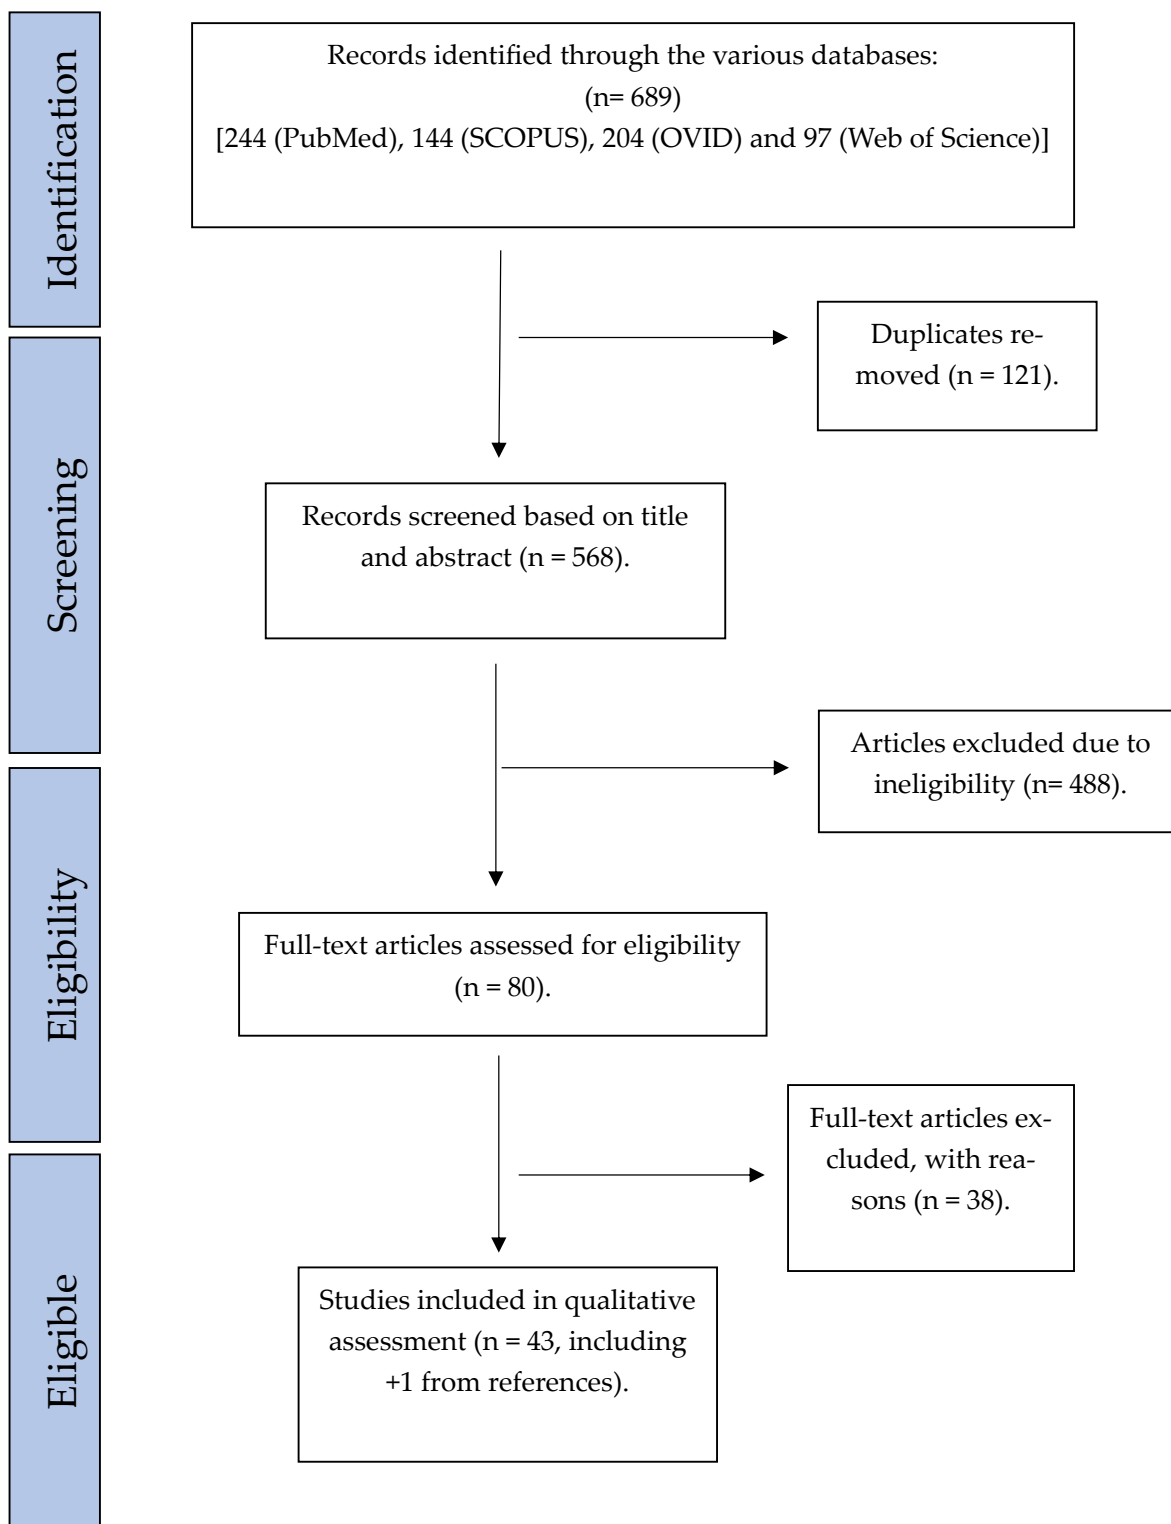 Identification
Records identified through the various databases:
(n= 689)
[244 (PubMed), 144 (SCOPUS), 204 (OVID) and 97 (Web of Science)]
Duplicates re-
moved (n = 121).
Screening
Records screened based on title
and abstract (n = 568).
Articles excluded due to
ineligibility (n= 488).
Eligibility
Full-text articles assessed for eligibility
(n = 80).
Full-text articles ex-
cluded, with rea-
sons (n = 38).
Eligible
Studies included in qualitative
assessment (n = 43, including
+1 from references).